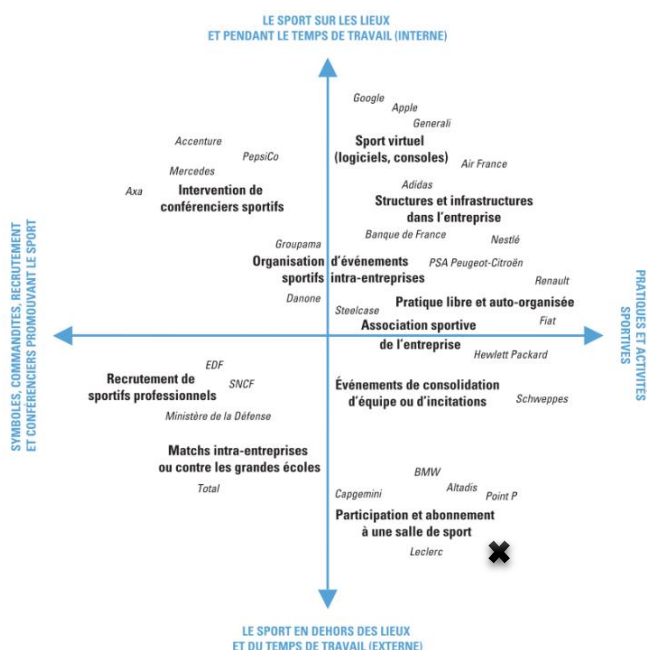 LE SPORT SUR LES LIEUX
ET PENDANT LE TEMPS DE TRAVAIL (INTERNE)
Google
Apple
Generali
Sport virtuel
(logiciels, consoles)
Accenture
PepsiCo
Mercedes
Axa
Intervention de
conférenciers sportifs
Air France
Adidas
Structures et infrastructures
dans l'entreprise
Banque de France
Nestlé
Groupama
Organisation d'événements
sportifs intra-entreprises
PSA Peugeot-Citroën
Renault
Danone
Steelcase
Pratique libre et auto-organisée
Fiat
Association sportive
de l'entreprise
Hewlett Packard
SYMBOLES, COMMANDITES, RECRUTEMENT
ET CONFÉRENCIERS PROMOUVANT LE SPORT
PRATIQUES ET ACTIVITÉS
SPORTIVES
EDF
Recrutement de
sportifs professionnels
SNCF
Ministère de la Défense
Événements de consolidation
d'équipe ou d'incitations
Schweppes
Matchs intra-entreprises
ou contre les grandes écoles
Total
BMW
Altadis
Capgemini
Point P
Participation et abonnement
à une salle de sport
Leclerc
LE SPORT EN DEHORS DES LIEUX
ET DU TEMPS DE TRAVAIL (EXTERNE)